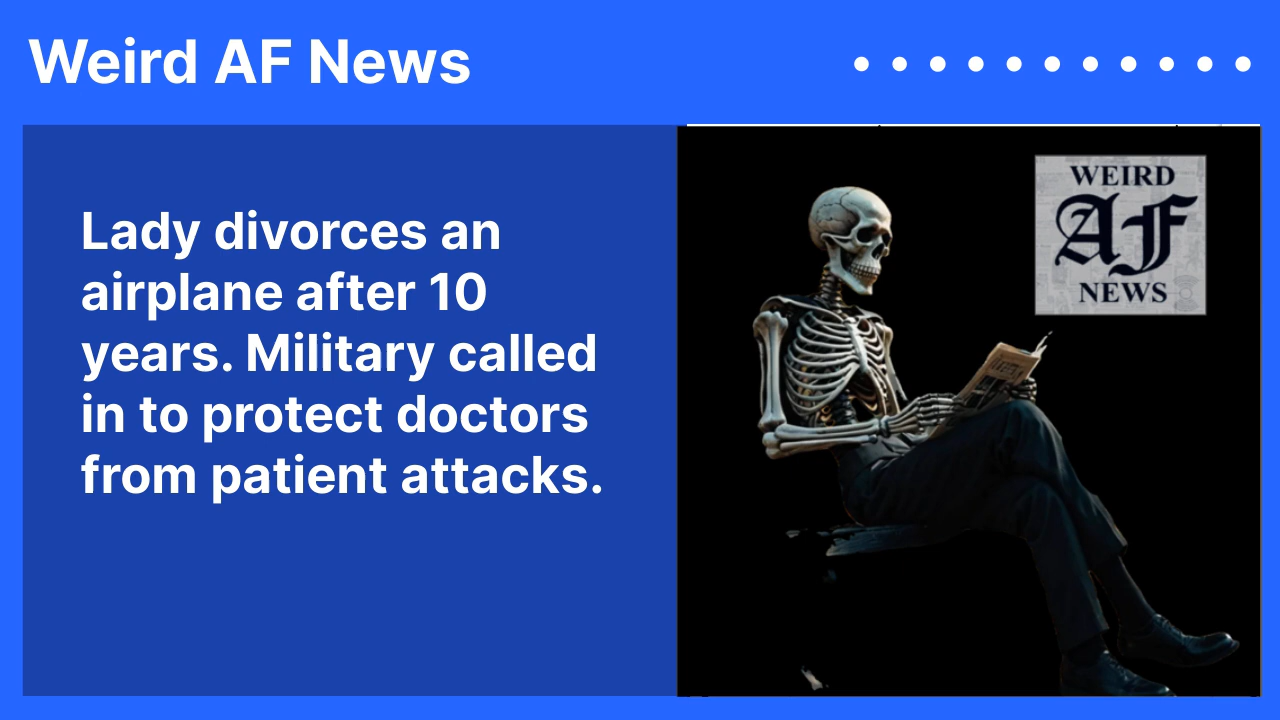 Weird AF News
Lady divorces an
airplane after 10
years. Military called
in to protect doctors
from patient attacks.
WEIRD
AF
NEWS